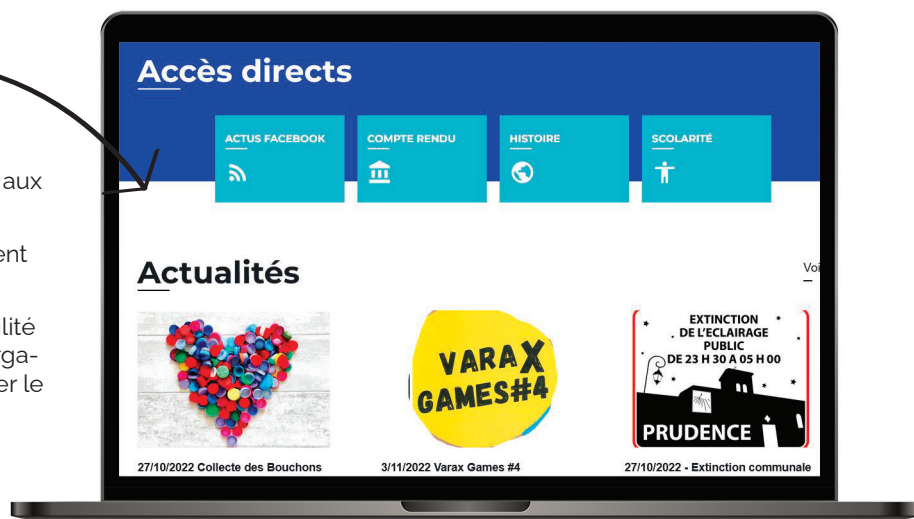 aux
ent
lité
rga-
er le
Accès directs
ACTUS FACEBOOK
COMPTE RENDU
HISTOIRE
SCOLARITÉ
Actualités
Voi
VARAX
GAMES#4
EXTINCTION
DE L'ECLAIRAGE
PUBLIC
DE 23 H 30 A 05 H 00
PRUDENCE
27/10/2022 Collecte des Bouchons
3/11/2022 Varax Games #4
27/10/2022 - Extinction communale